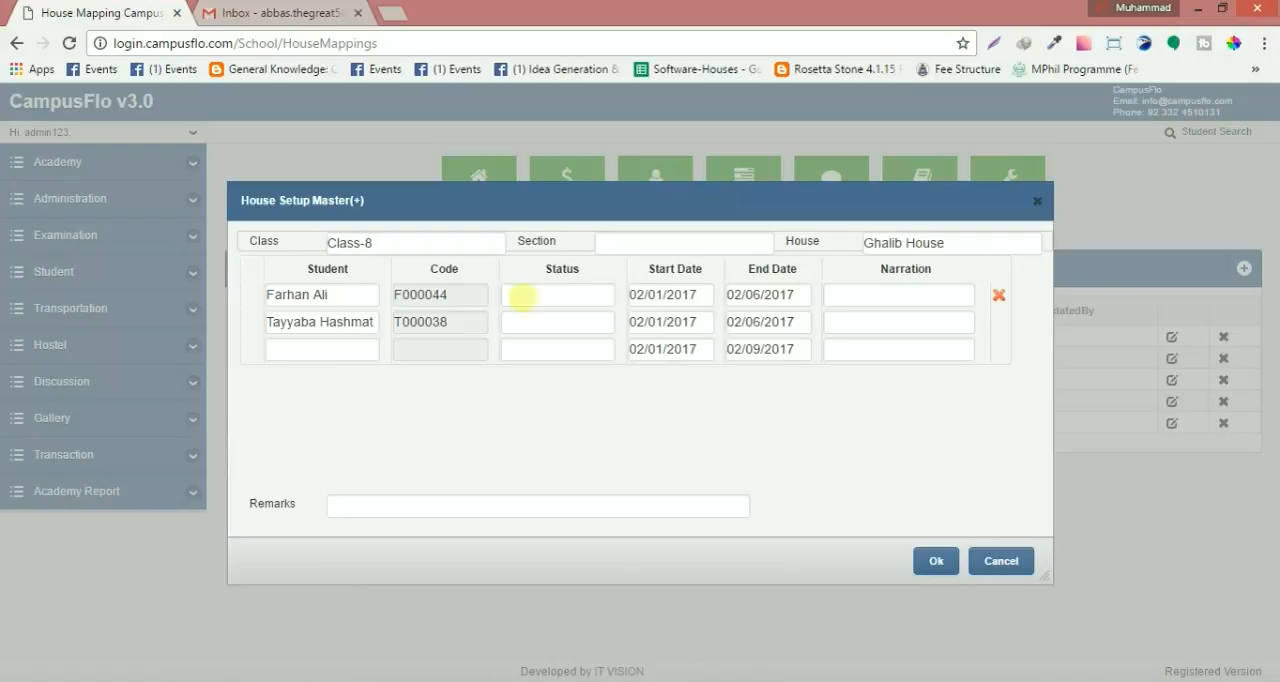 House Mapping Campus
Inbox - abbas.thegreat5
Muhammad
login.campusflo.com/School/HouseMappings
Apps
Events
(1) Events
General Knowledge:
Events
(1) Events
(1) Idea Generation &
Software-Houses - Go
Rosetta Stone 4.1.15
Fee Structure
MPhil Programme (Fe
CampusFlo v3.0
CampusFlo
Email: info@campusflo.com
Phone: 92 332 4510131
Hi, admin123,
Student Search
Academy
Administration
Examination
Student
Transportation
Hostel
Discussion
Gallery
Transaction
Academy Report
House Setup Master(+)
Class
Class-8
Section
House
Ghalib House
Student Code Status Start Date End Date Narration
Farhan Ali F000044 02/01/2017 02/06/2017
Tayyaba Hashmat T000038 02/01/2017 02/06/2017
02/01/2017 02/09/2017
datedBy
Remarks
Ok Cancel
Developed by IT VISION
Registered Version